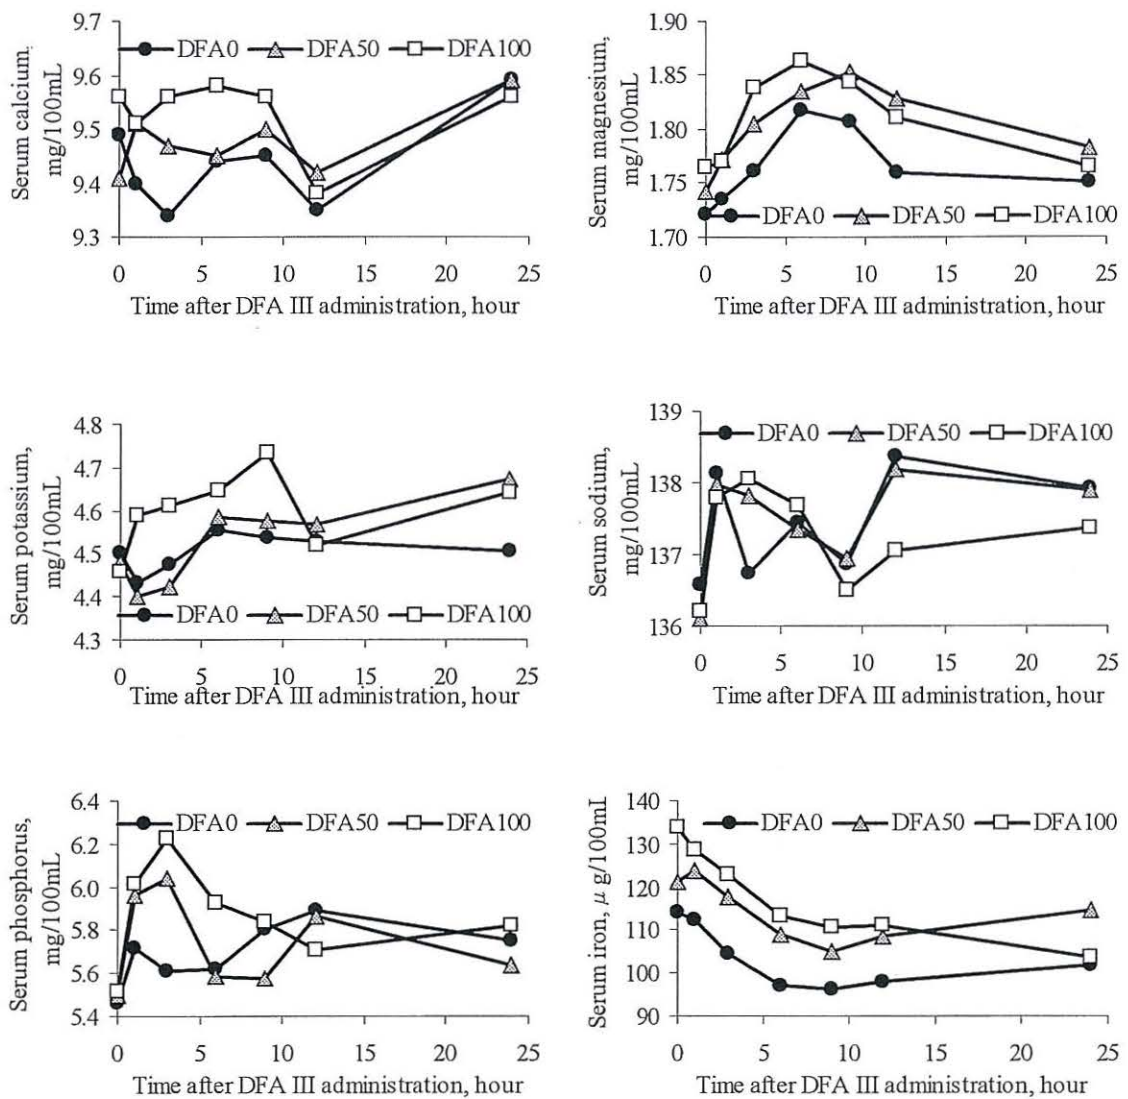 Serum calcium,
mg/100mL
9.7
9.6
9.5
9.4
9.3
DFA0 DFA50 DFA100
0 5 10 15 20 25
Time after DFA III administration, hour
Serum magnesium,
mg/100mL
1.90
1.85
1.80
1.75
1.70
DFA0 DFA50 DFA100
0 5 10 15 20 25
Time after DFA III administration, hour
Serum potassium,
mg/100mL
4.8
4.7
4.6
4.5
4.4
4.3
DFA0 DFA50 DFA100
0 5 10 15 20 25
Time after DFA III administration, hour
Serum sodium,
mg/100mL
139
138
137
136
DFA0 DFA50 DFA100
0 5 10 15 20 25
Time after DFA III administration, hour
Serum phosphorus,
mg/100mL
6.4
6.2
6.0
5.8
5.6
5.4
DFA0 DFA50 DFA100
0 5 10 15 20 25
Time after DFA III administration, hour
Serum iron, μ g/100mL
140
130
120
110
100
90
DFA0 DFA50 DFA100
0 5 10 15 20 25
Time after DFA III administration, hour